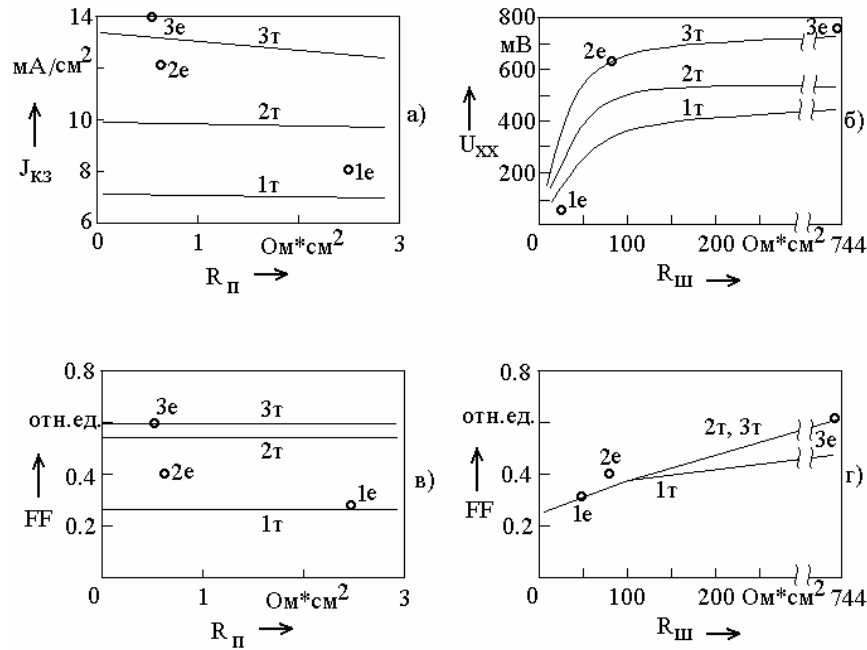 14
3е
3т
мА/см²
2е
10
2т
а)
Jкз
8
1е
1т
6
0
1
Ом*см²
3
Rп
800
мВ
3т
3е
2е
600
2т
400
1т
б)
Uхх
200
1е
0
100
200
Ом*см²
744
Rш
0.8
3е
3т
отн.ед.
2т
0.4
2е
в)
1е
FF
0.2
1т
0
1
Ом*см²
3
Rп
0.8
отн.ед.
2т, 3т
3е
2е
0.4
1т
г)
FF
1е
0.2
0
100
200
Ом*см²
744
Rш